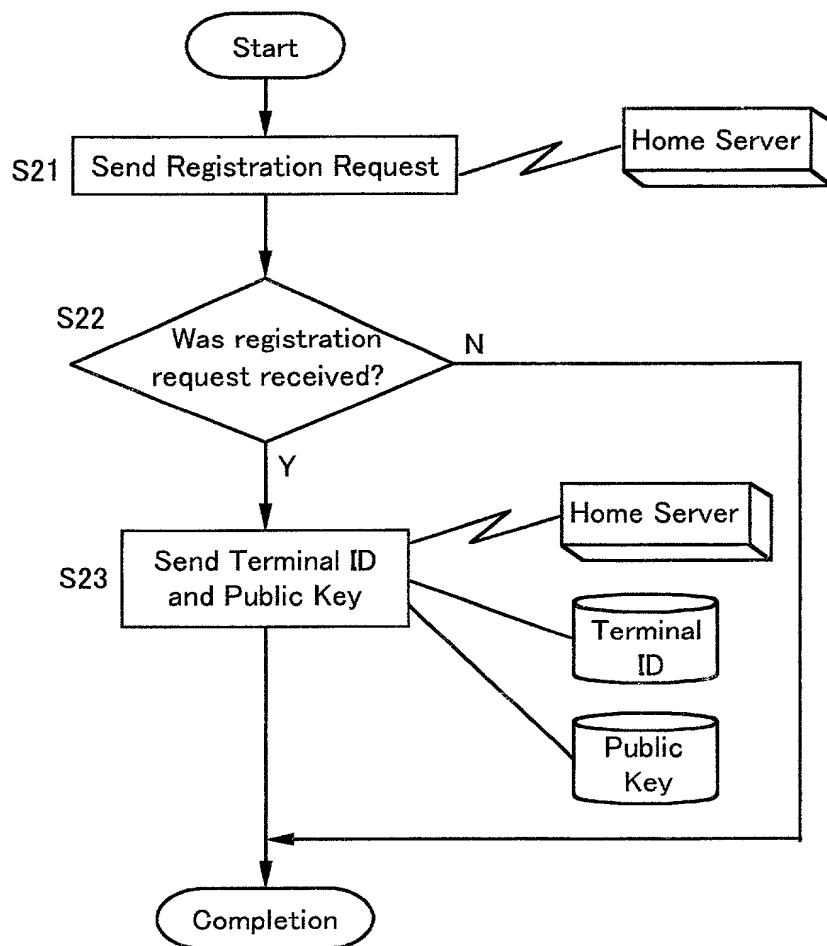 Start
S21
Send Registration Request
Home Server
S22
Was registration
request received?
N
Y
Home Server
S23
Send Terminal ID
and Public Key
Terminal
ID
Public
Key
Completion